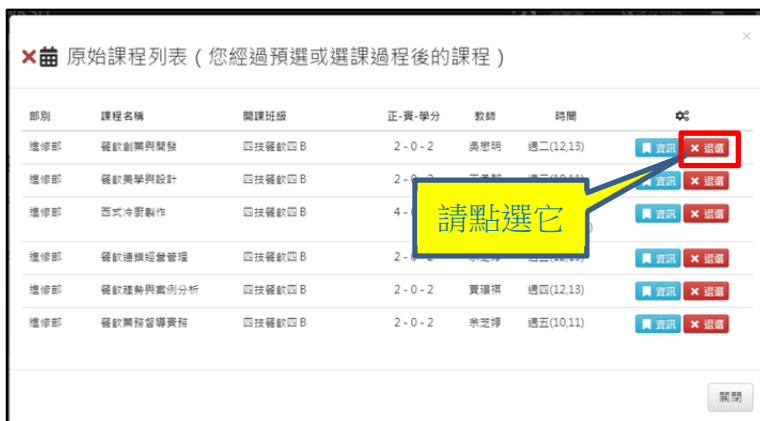 ×
原始課程列表(您經過預選或選課過程後的課程)
部別 課程名稱 開課班級 正-實-學分 教師 時間
進修部 餐飲創業與開發 四技餐飲四B 2-0-2 週二(12,13) 資訊 退選
進修部 餐飲美學與設計 四技餐飲四B 資訊 退選
進修部 西式冷廚製作 四技餐飲四B 資訊 退選
請點選它
進修部 餐飲連鎖經營管理 四技餐飲四B 資訊 退選
進修部 餐飲趨勢與案例分析 四技餐飲四B 2-0-2 週四(12,13) 資訊 退選
進修部 餐飲業務督導實務 四技餐飲四B 2-0-2 余芝婷 週五(10,11) 資訊 退選
關閉